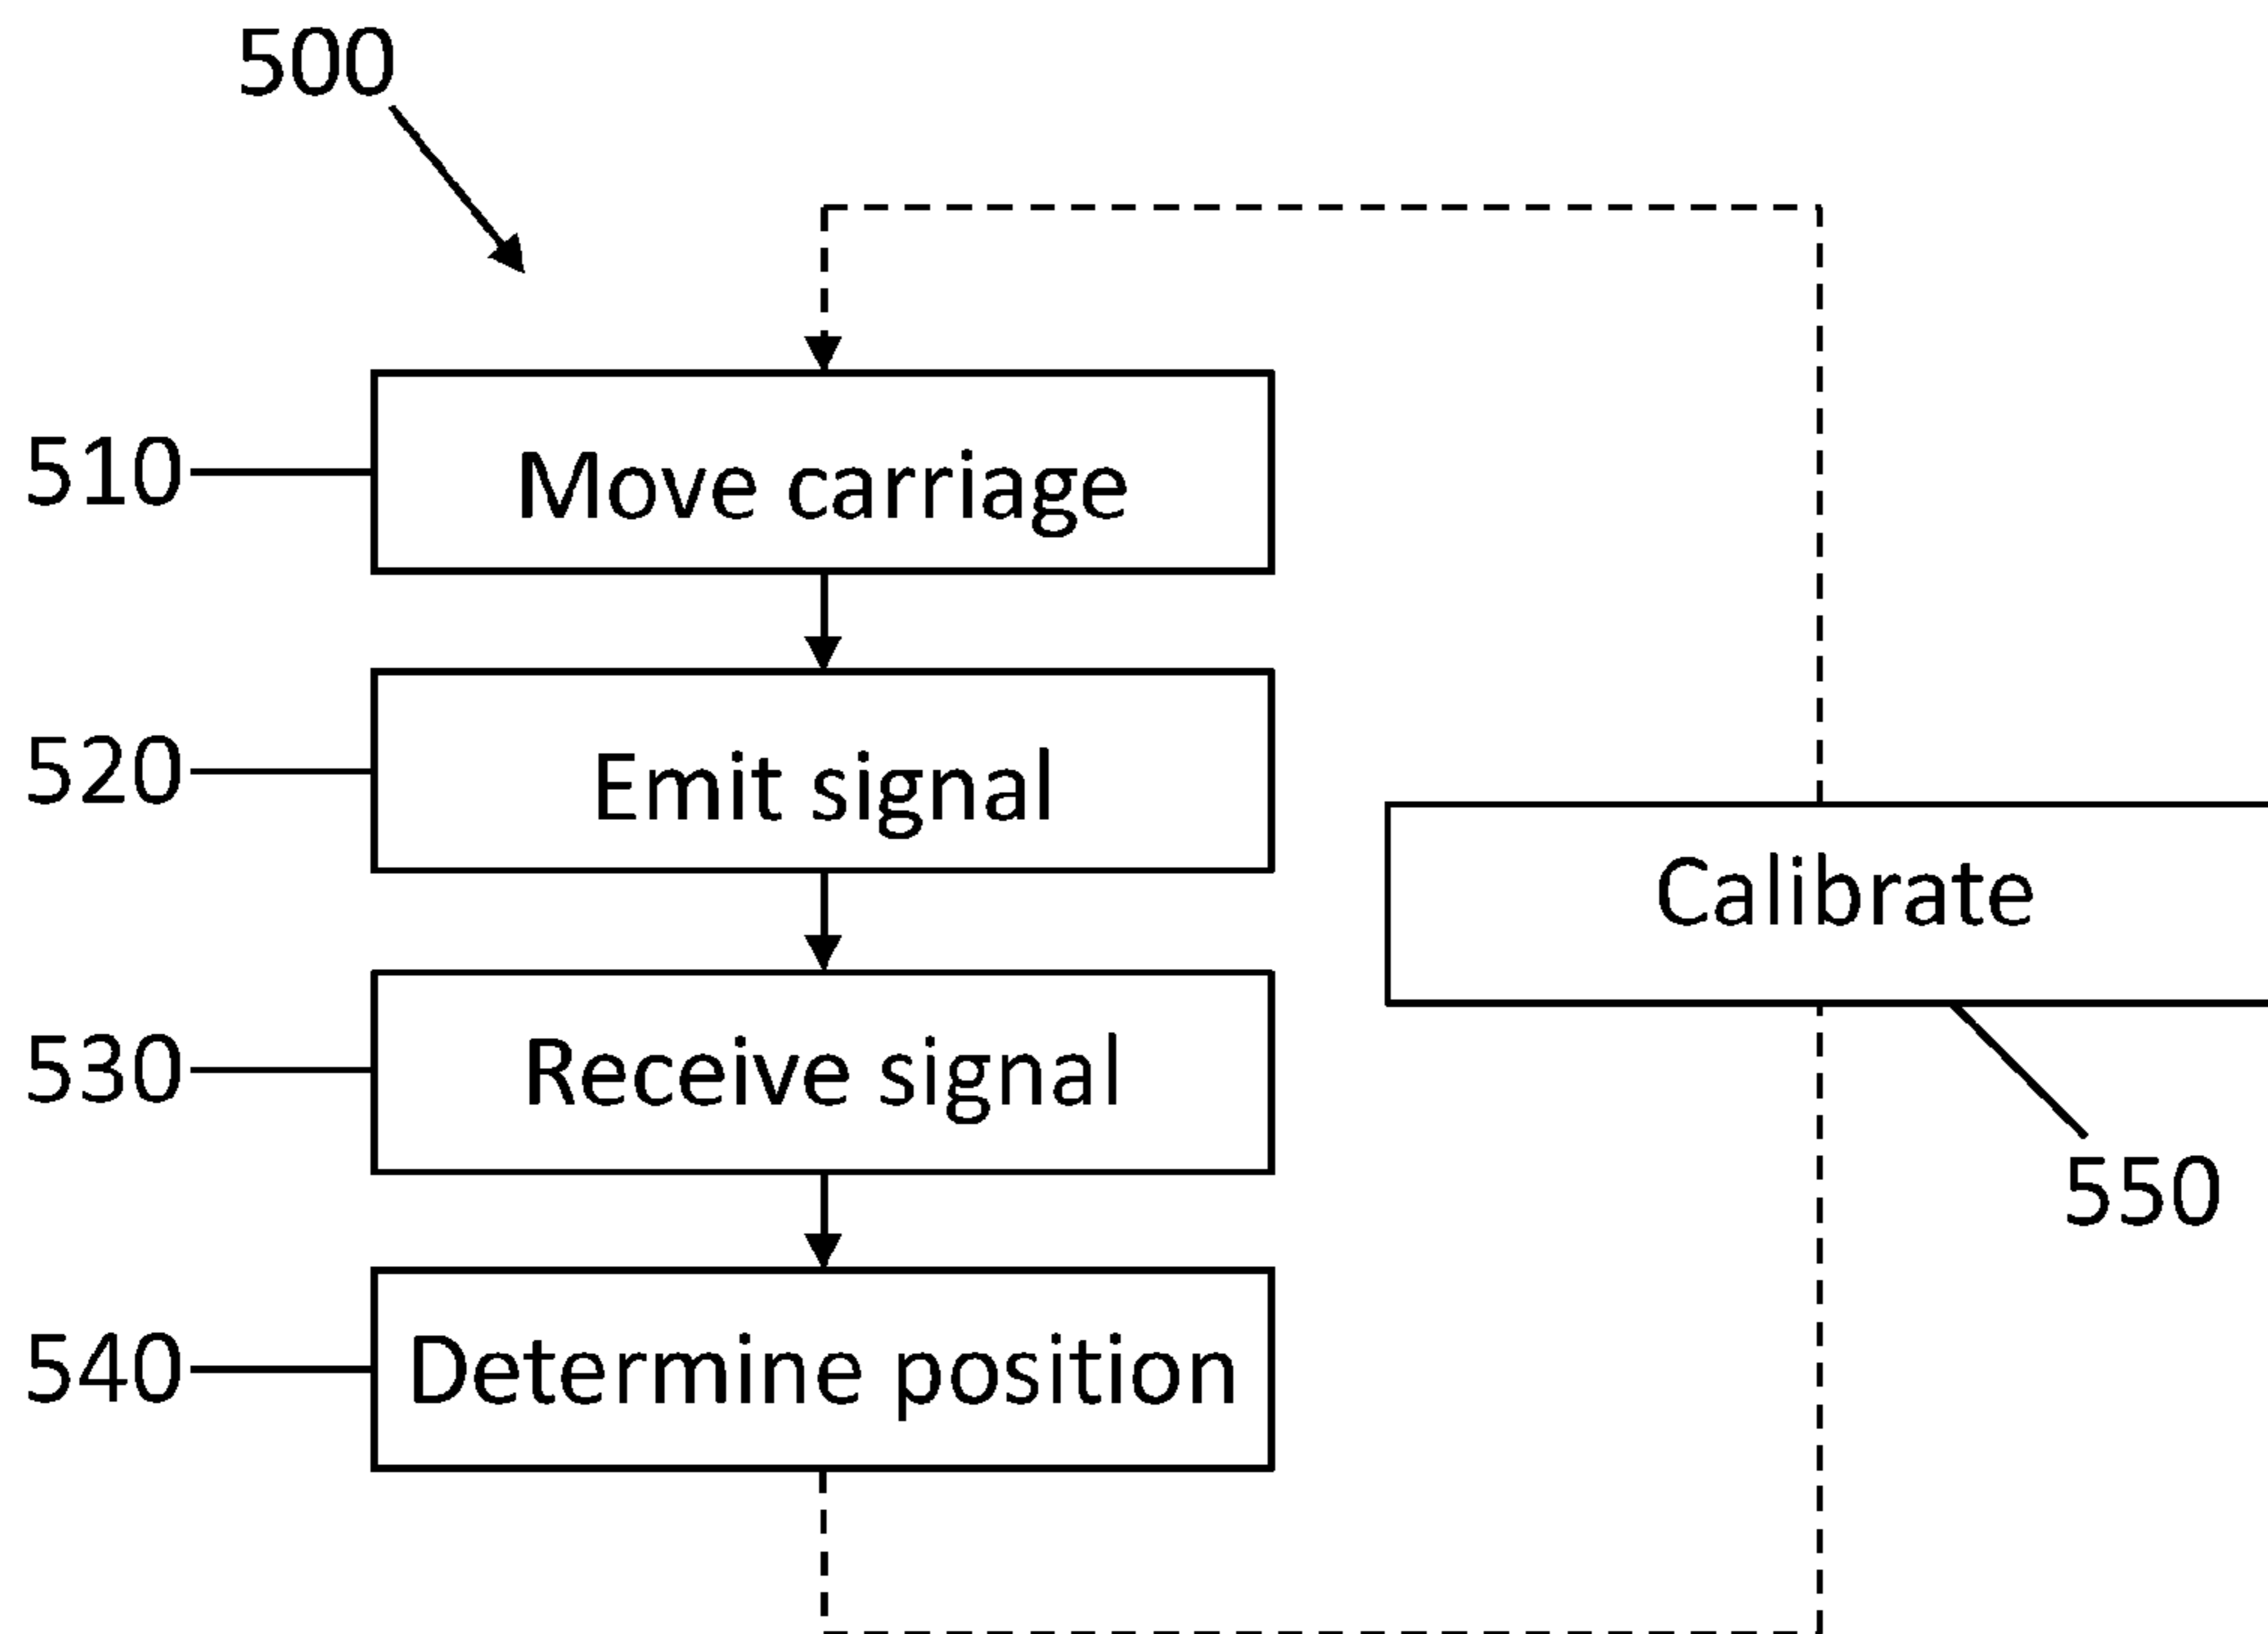 500
510
Move carriage
520
Emit signal
Calibrate
530
Receive signal
550
540
Determine position